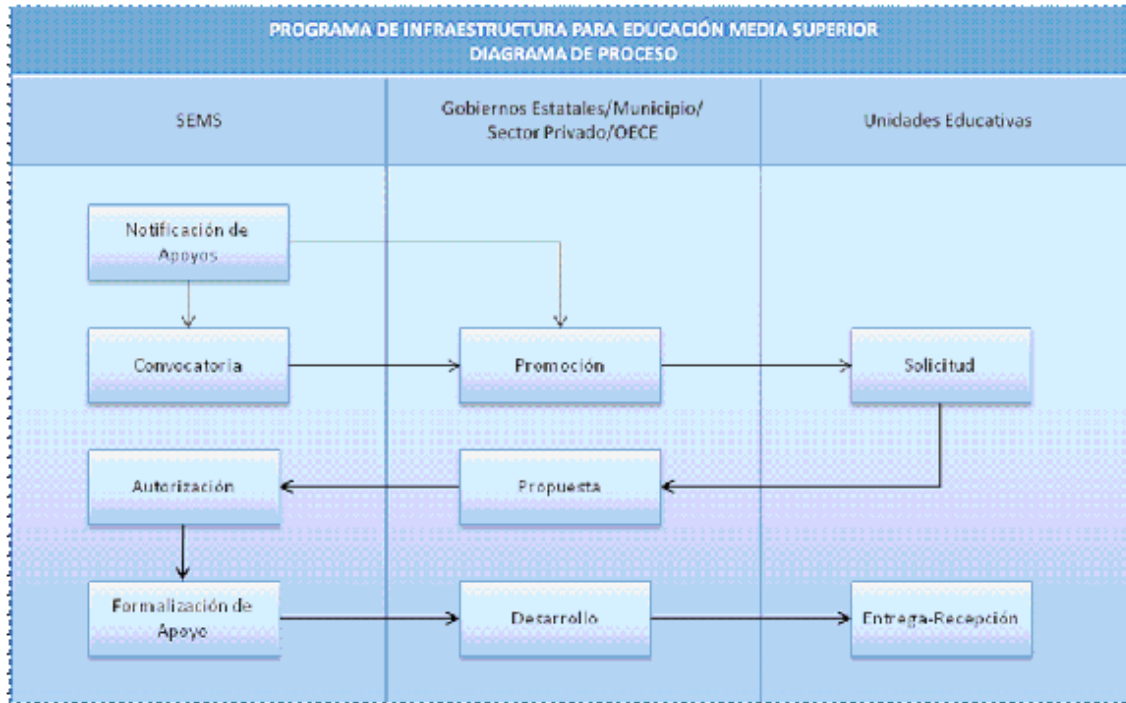 PROGRAMA DE INFRAESTRUCTURA PARA EDUCACIÓN MEDIA SUPERIOR
DIAGRAMA DE PROCESO
SEMS
Gobiernos Estatales/Municipio/
Sector Privado/OECE
Unidades Educativas
Notificación de
Apoyos
Convocatoria
Promoción
Solicitud
Autorización
Propuesta
Formalización de
Apoyo
Desarrollo
Entrega-Recepción